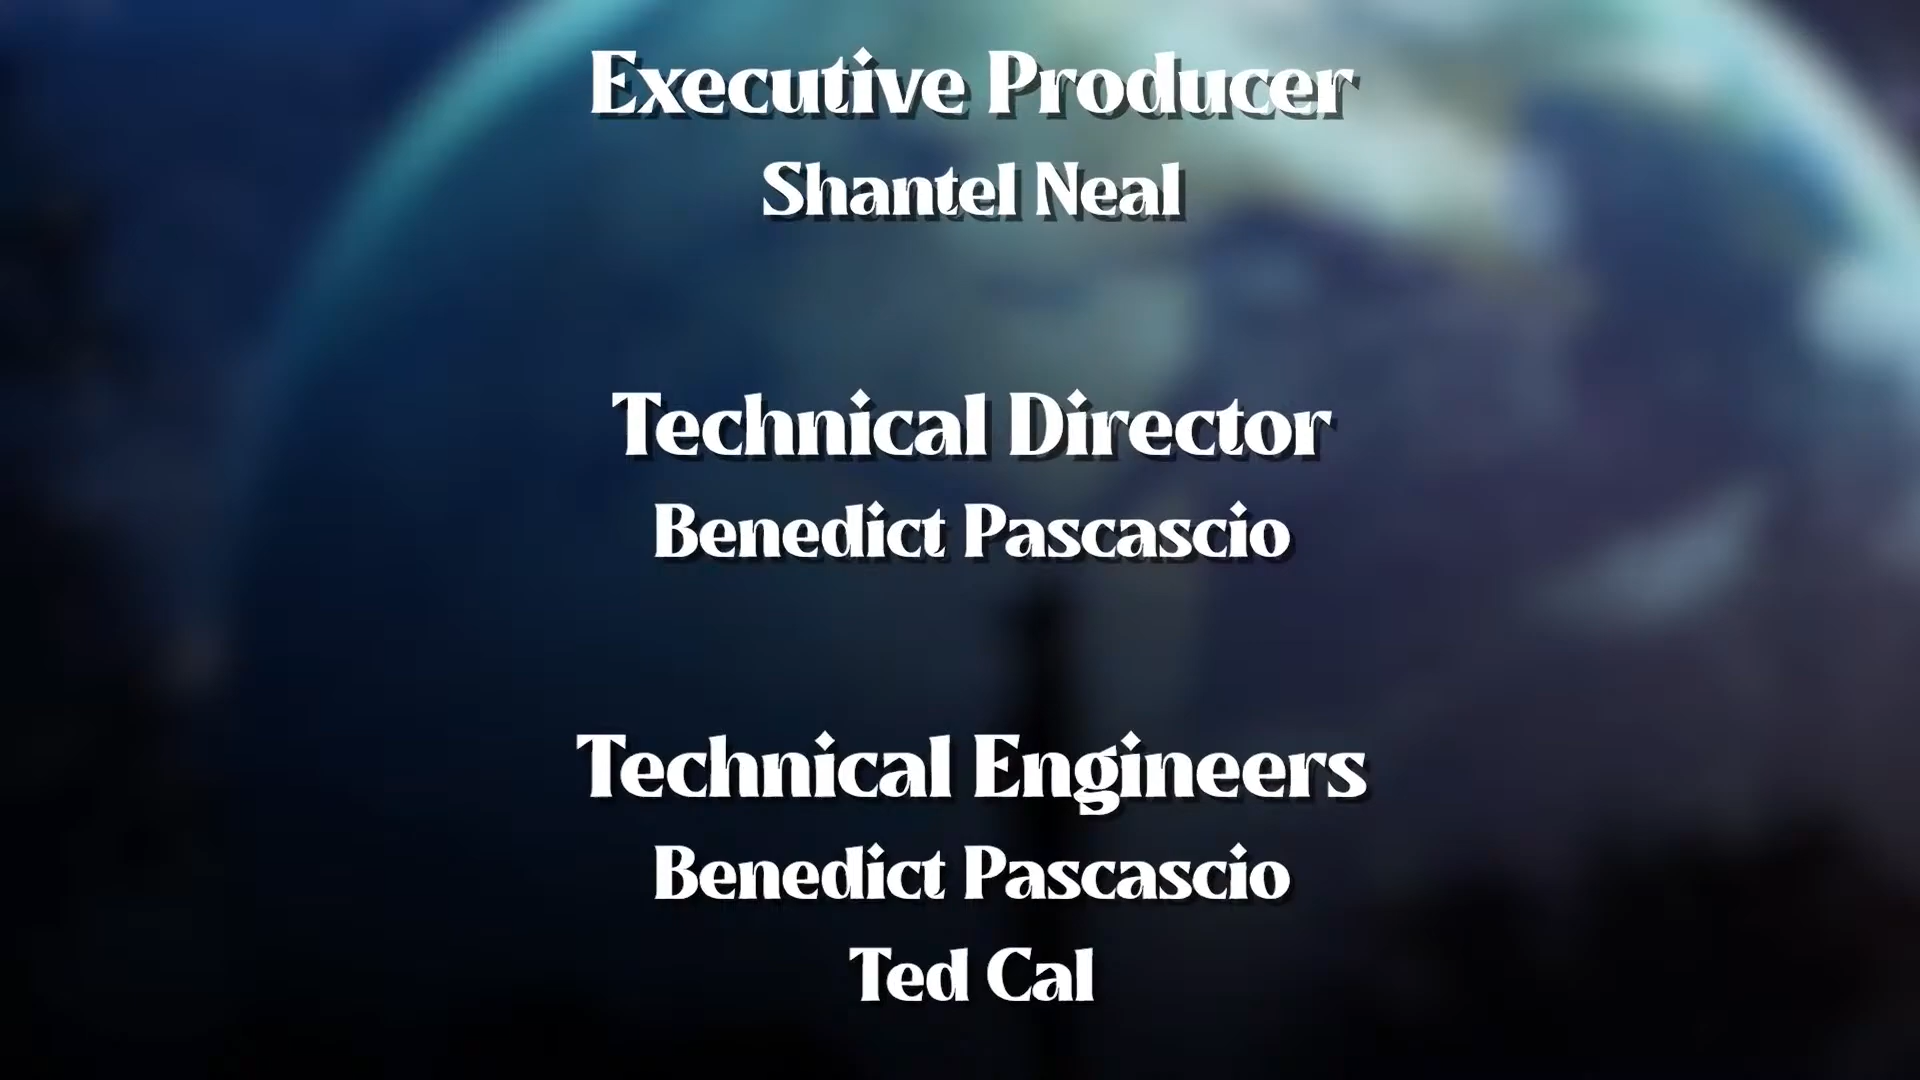 Executive Producer
Shantel Neal
Technical Director
Benedict Pascascio
Technical Engineers
Benedict Pascascio
Ted Cal